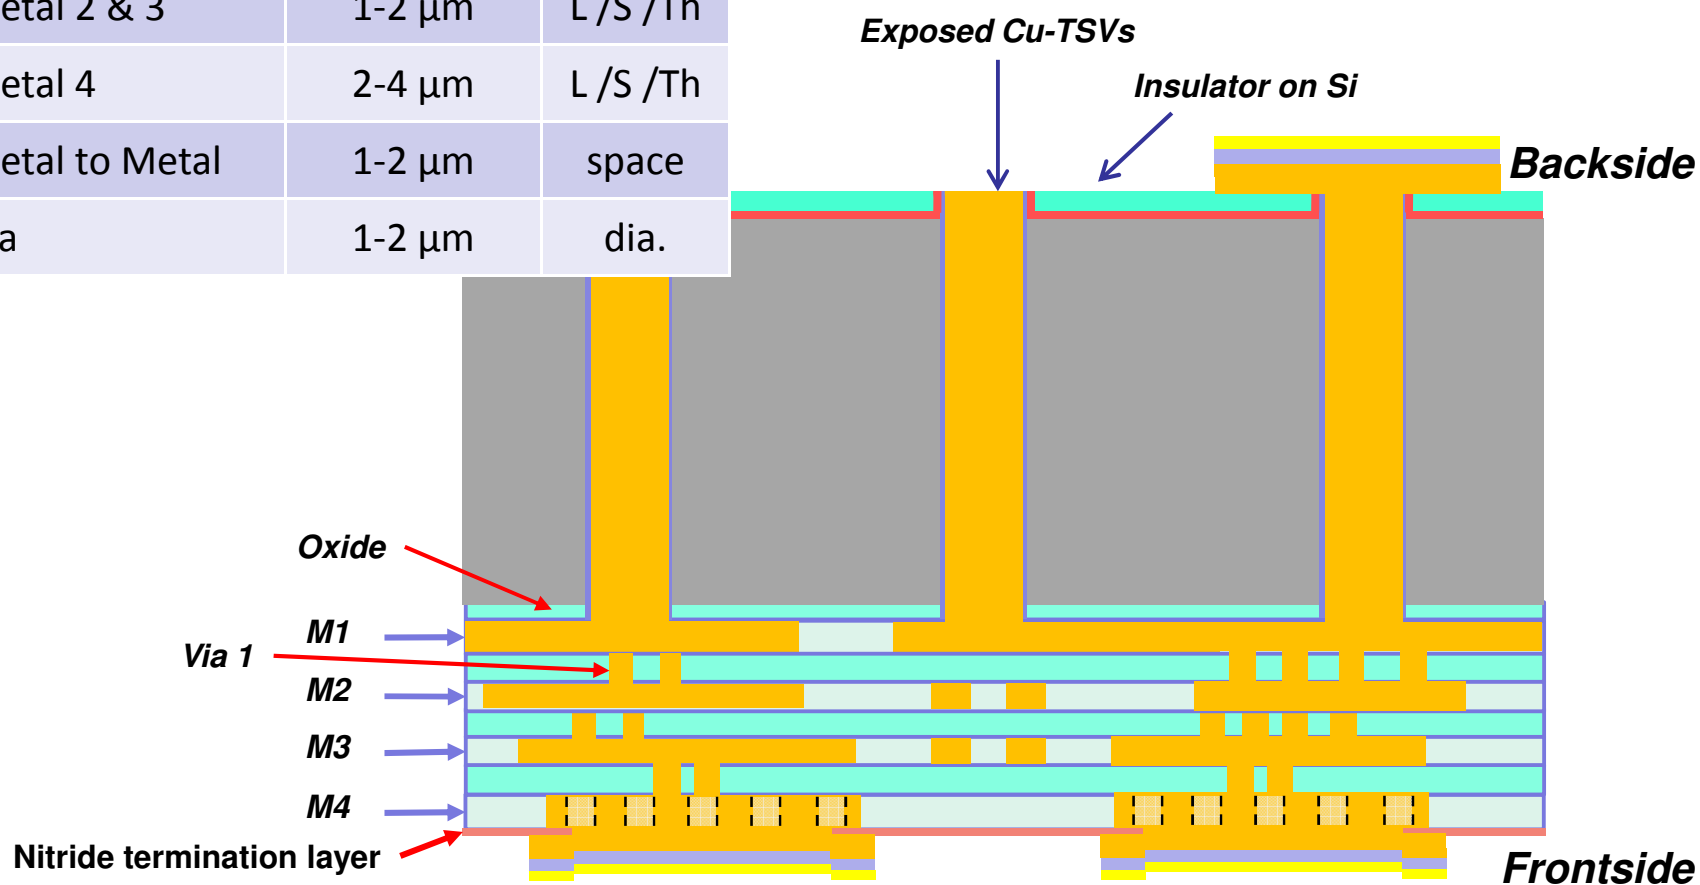 etal 2 & 3 1-2 µm L /S /Th
etal 4 2-4 µm L /S /Th
etal to Metal 1-2 µm space
a 1-2 µm dia.
Exposed Cu-TSVs
Insulator on Si
Backside
Oxide
M1
Via 1
M2
M3
M4
Nitride termination layer
Frontside